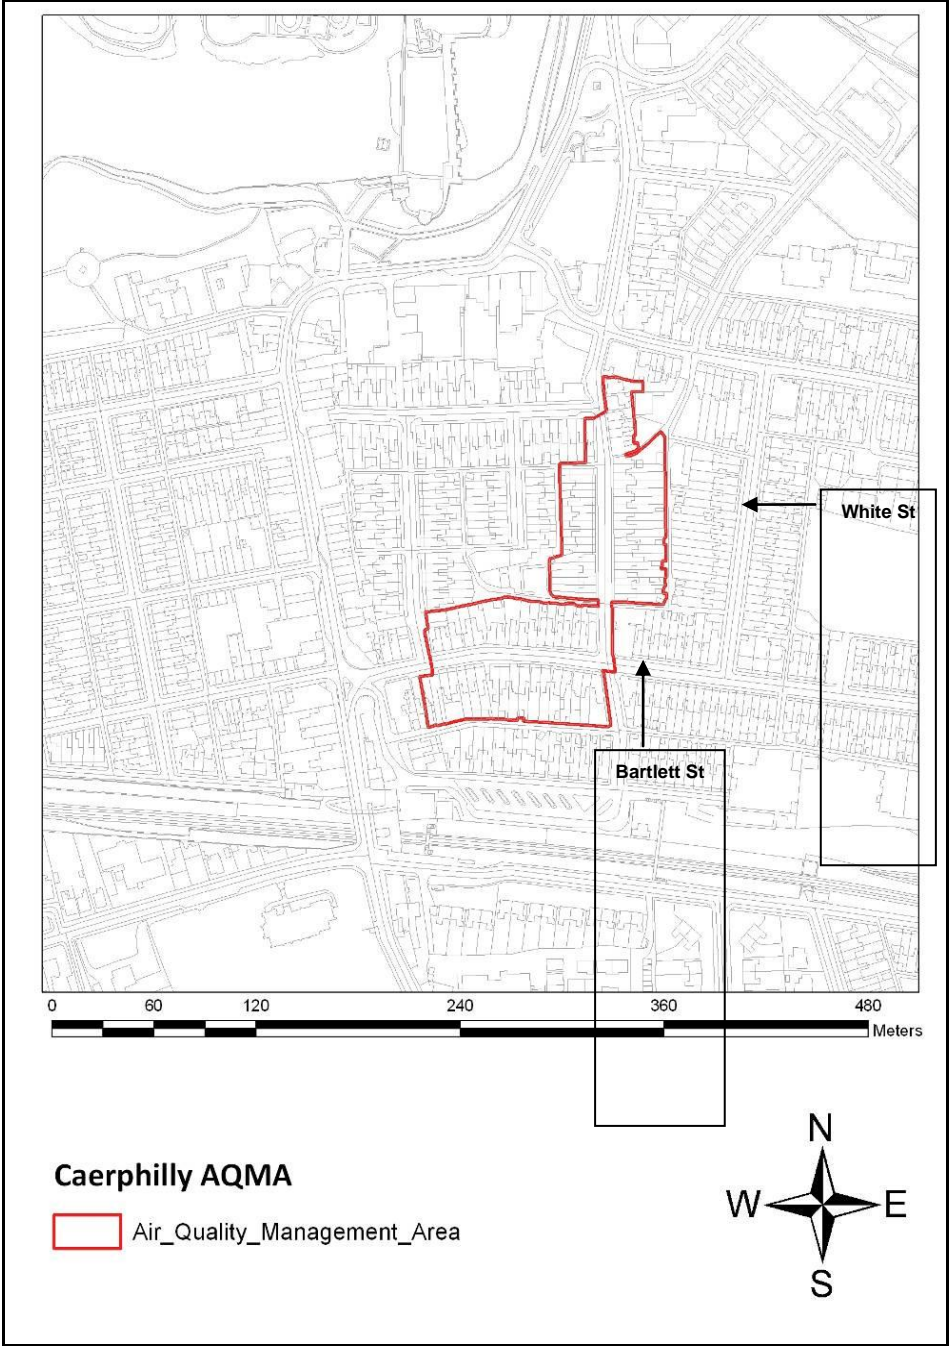 White St
Bartlett St
0 60 120 240 360 480
Meters
N
W E
S
Caerphilly AQMA
Air_Quality_Management_Area